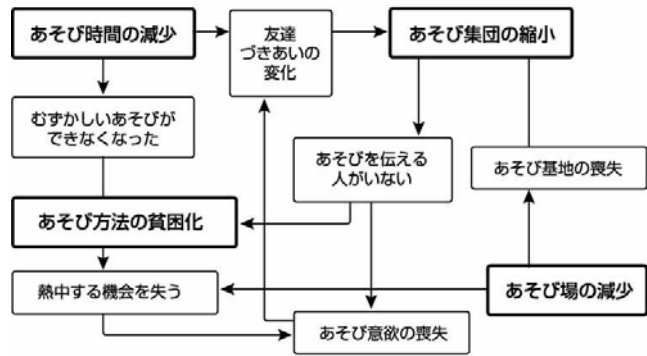 あそび時間の減少
友達
づきあいの
変化
あそび集団の縮小
むずかしいあそびが
できなくなった
あそびを伝える
人がいない
あそび基地の喪失
あそび方法の貧困化
熱中する機会を失う
あそび場の減少
あそび意欲の喪失